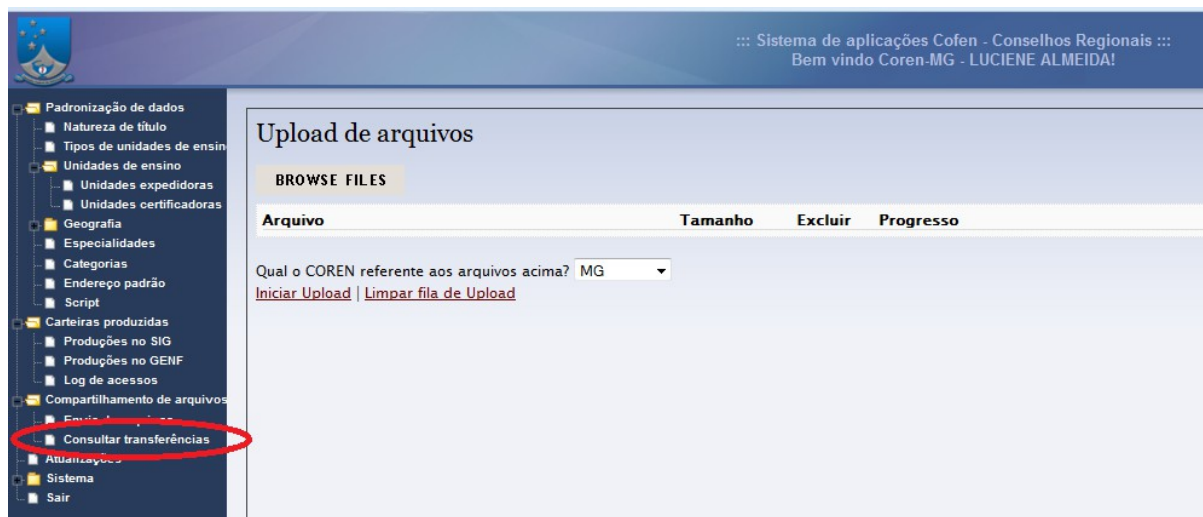 ::: Sistema de aplicações Cofen - Conselhos Regionais :::
Bem vindo Coren-MG - LUCIENE ALMEIDA!
Padronização de dados
Natureza de título
Tipos de unidades de ensin
Unidades de ensino
Unidades expedidoras
Unidades certificadoras
Geografia
Especialidades
Categorias
Endereço padrão
Script
Carteiras produzidas
Produções no SIG
Produções no GENF
Log de acessos
Compartilhamento de arquivos
Consultar transferências
Atualizações
Sistema
Sair
Upload de arquivos
BROWSE FILES
Arquivo Tamanho Excluir Progresso
Qual o COREN referente aos arquivos acima? MG
Iniciar Upload | Limpar fila de Upload